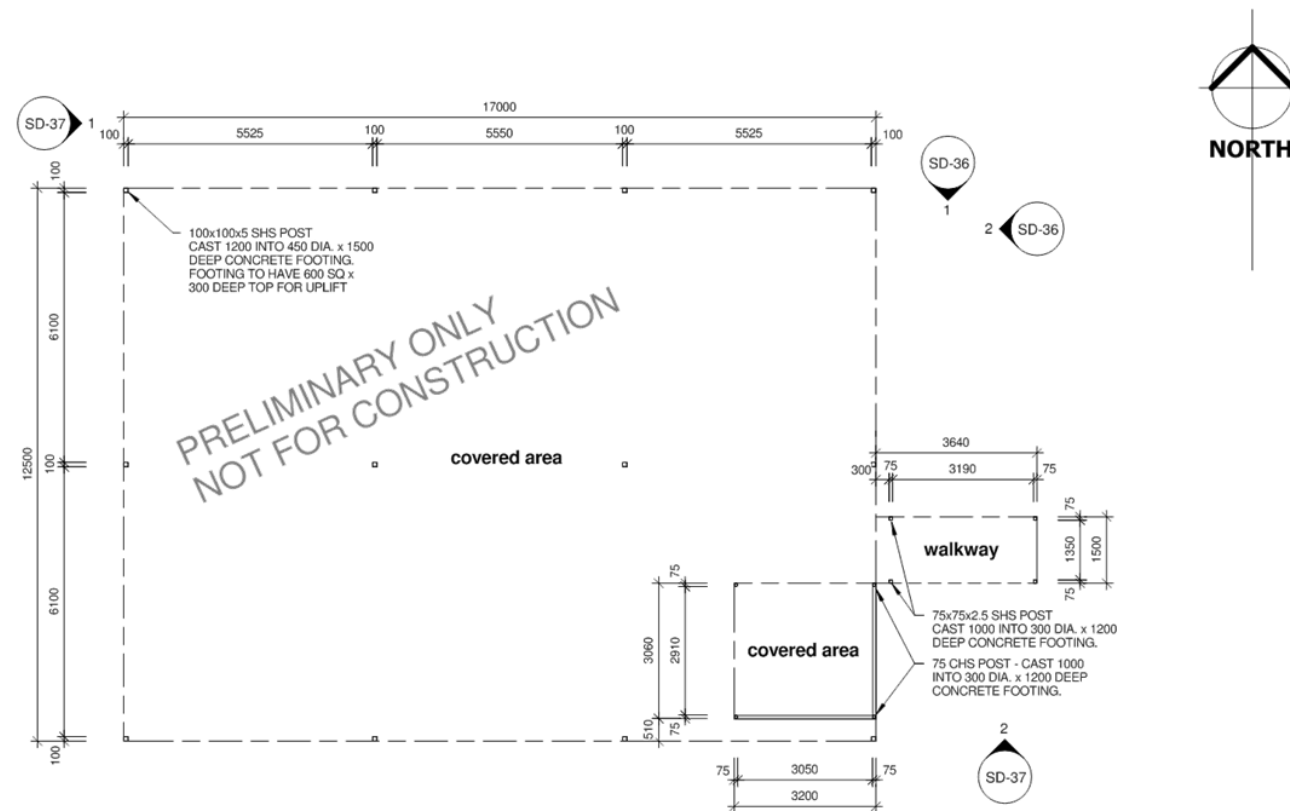 SD-37
1
17000
100
5525
100
5550
100
5525
100
NORTH
SD-36
1
2
SD-36
100
6100
100
6100
100
12500
100x100x5 SHS POST
CAST 1200 INTO 450 DIA. x 1500
DEEP CONCRETE FOOTING.
FOOTING TO HAVE 600 SQ x
300 DEEP TOP FOR UPLIFT
PRELIMINARY ONLY
NOT FOR CONSTRUCTION
covered area
3640
300
75
3190
75
75
1350
1500
75
walkway
75
3060
2910
510
75
covered area
75x75x2.5 SHS POST
CAST 1000 INTO 300 DIA. x 1200
DEEP CONCRETE FOOTING.
75 CHS POST - CAST 1000
INTO 300 DIA. x 1200 DEEP
CONCRETE FOOTING.
75
3050
75
3200
2
SD-37